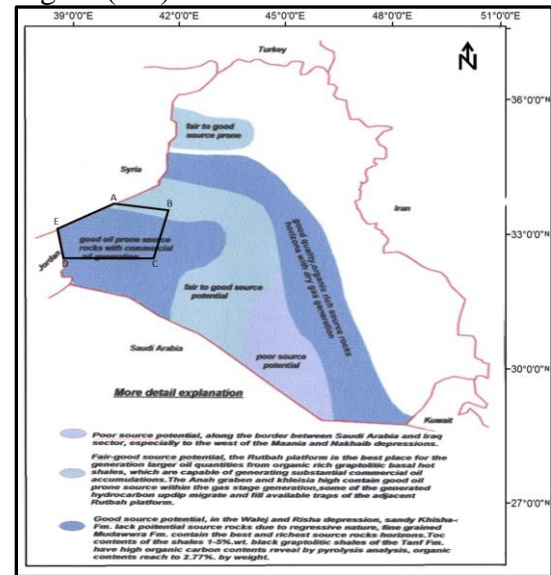 39°0'0"E 42°0'0"E 45°0'0"E 48°0'0"E 51°0'0"E
Turkey
N
36°0'0"N
fair to good
source prone
Syria
Iran
A
B
E
33°0'0"N
good oil prone source
rocks with commercial
oil generation
Jordan
D
C
good quality,organic rich source rocks
horizons with dry gas generation
fair to good source
potential
Saudi Arabia
poor source
potential
30°0'0"N
More detail explanation
Kuwait
Poor source potential, along the border between Saudi Arabia and Iraq
sector, especially to the west of the Maania and Nakhaib depressions.
Fair-good source potential, the Rutbah platform is the best place for the
generation larger oil quantities from organic rich graptolitic basal hot
shales, which are capable of generating substantial commercial oil
accumulations.The Anah graben and khleisia high contain good oil
prone source within the gas stage generation,some of the generated
hydrocarbon updip migrate and fill available traps of the adjacent
Rutbah platform.
27°0'0"N
Good source potential, in the Walej and Risha depression, sandy Khisha-
Fm. lack poitential source rocks due to regressive nature, fine grained
Mudawwra Fm. contain the best and richest source rocks horizons.Toc
contents of the shales 1-5%.wt. black graptolitic shales of the Tanf Fm.
have high organic carbon contents reveal by pyrolysis analysis, organic
contents reach to 2.77%. by weight.